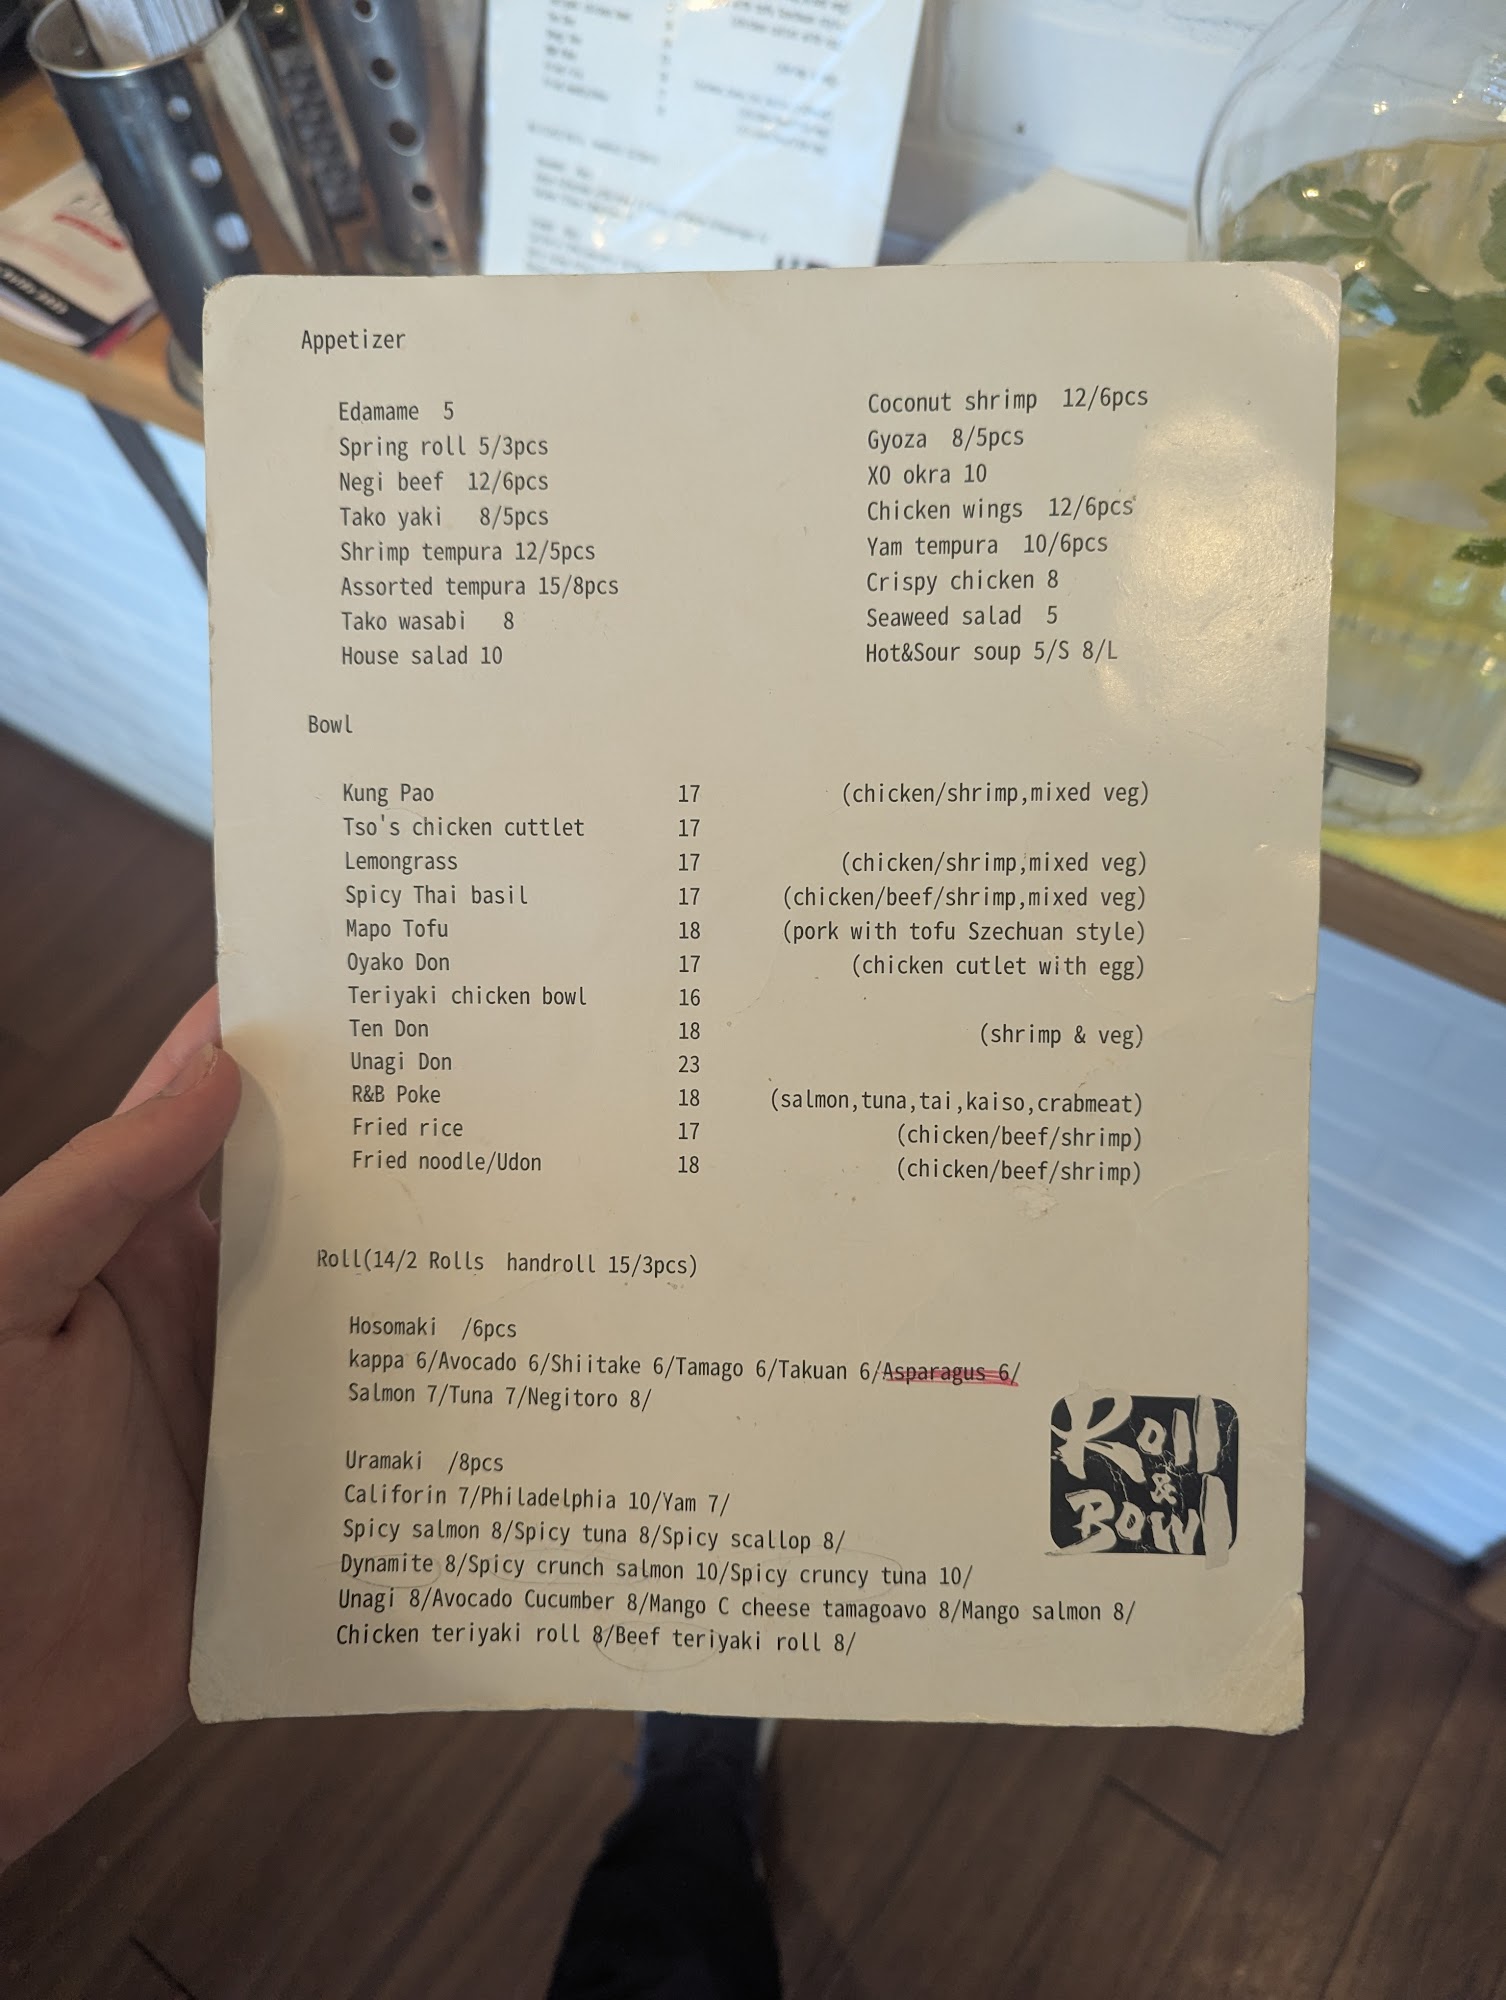 Appetizer
Edamame 5
Spring roll 5/3pcs
Negi beef 12/6pcs
Tako yaki 8/5pcs
Shrimp tempura 12/5pcs
Assorted tempura 15/8pcs
Tako wasabi 8
House salad 10
Coconut shrimp 12/6pcs
Gyoza 8/5pcs
XO okra 10
Chicken wings 12/6pcs
Yam tempura 10/6pcs
Crispy chicken 8
Seaweed salad 5
Hot&Sour soup 5/S 8/L
Bowl
Kung Pao 17 (chicken/shrimp,mixed veg)
Tso's chicken cuttlet 17
Lemongrass 17 (chicken/shrimp,mixed veg)
Spicy Thai basil 17 (chicken/beef/shrimp,mixed veg)
Mapo Tofu 18 (pork with tofu Szechuan style)
Oyako Don 17 (chicken cutlet with egg)
Teriyaki chicken bowl 16
Ten Don 18 (shrimp & veg)
Unagi Don 23
R&B Poke 18 (salmon,tuna,tai,kaiso,crabmeat)
Fried rice 17 (chicken/beef/shrimp)
Fried noodle/Udon 18 (chicken/beef/shrimp)
Roll(14/2 Rolls handroll 15/3pcs)
Hosomaki /6pcs
kappa 6/Avocado 6/Shiitake 6/Tamago 6/Takuan 6/Asparagus 6/
Salmon 7/Tuna 7/Negitoro 8/
Uramaki /8pcs
Califorin 7/Philadelphia 10/Yam 7/
Spicy salmon 8/Spicy tuna 8/Spicy scallop 8/
Dynamite 8/Spicy crunch salmon 10/Spicy cruncy tuna 10/
Unagi 8/Avocado Cucumber 8/Mango C cheese tamagoavo 8/Mango salmon 8/
Chicken teriyaki roll 8/Beef teriyaki roll 8/
Roll
&
Bowl